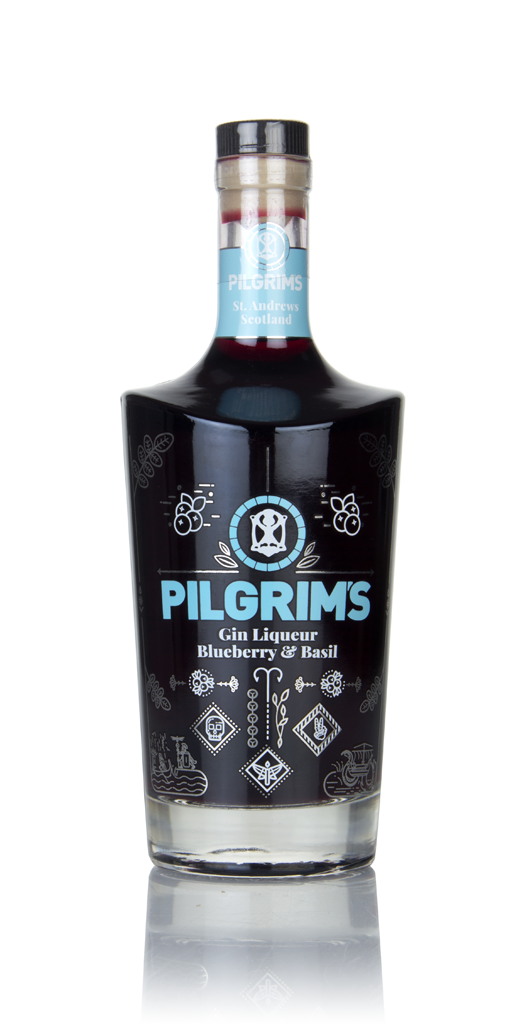 PILGRIMS
St. Andrews
Scotland
PILGRIM'S
Gin Liqueur
Blueberry & Basil